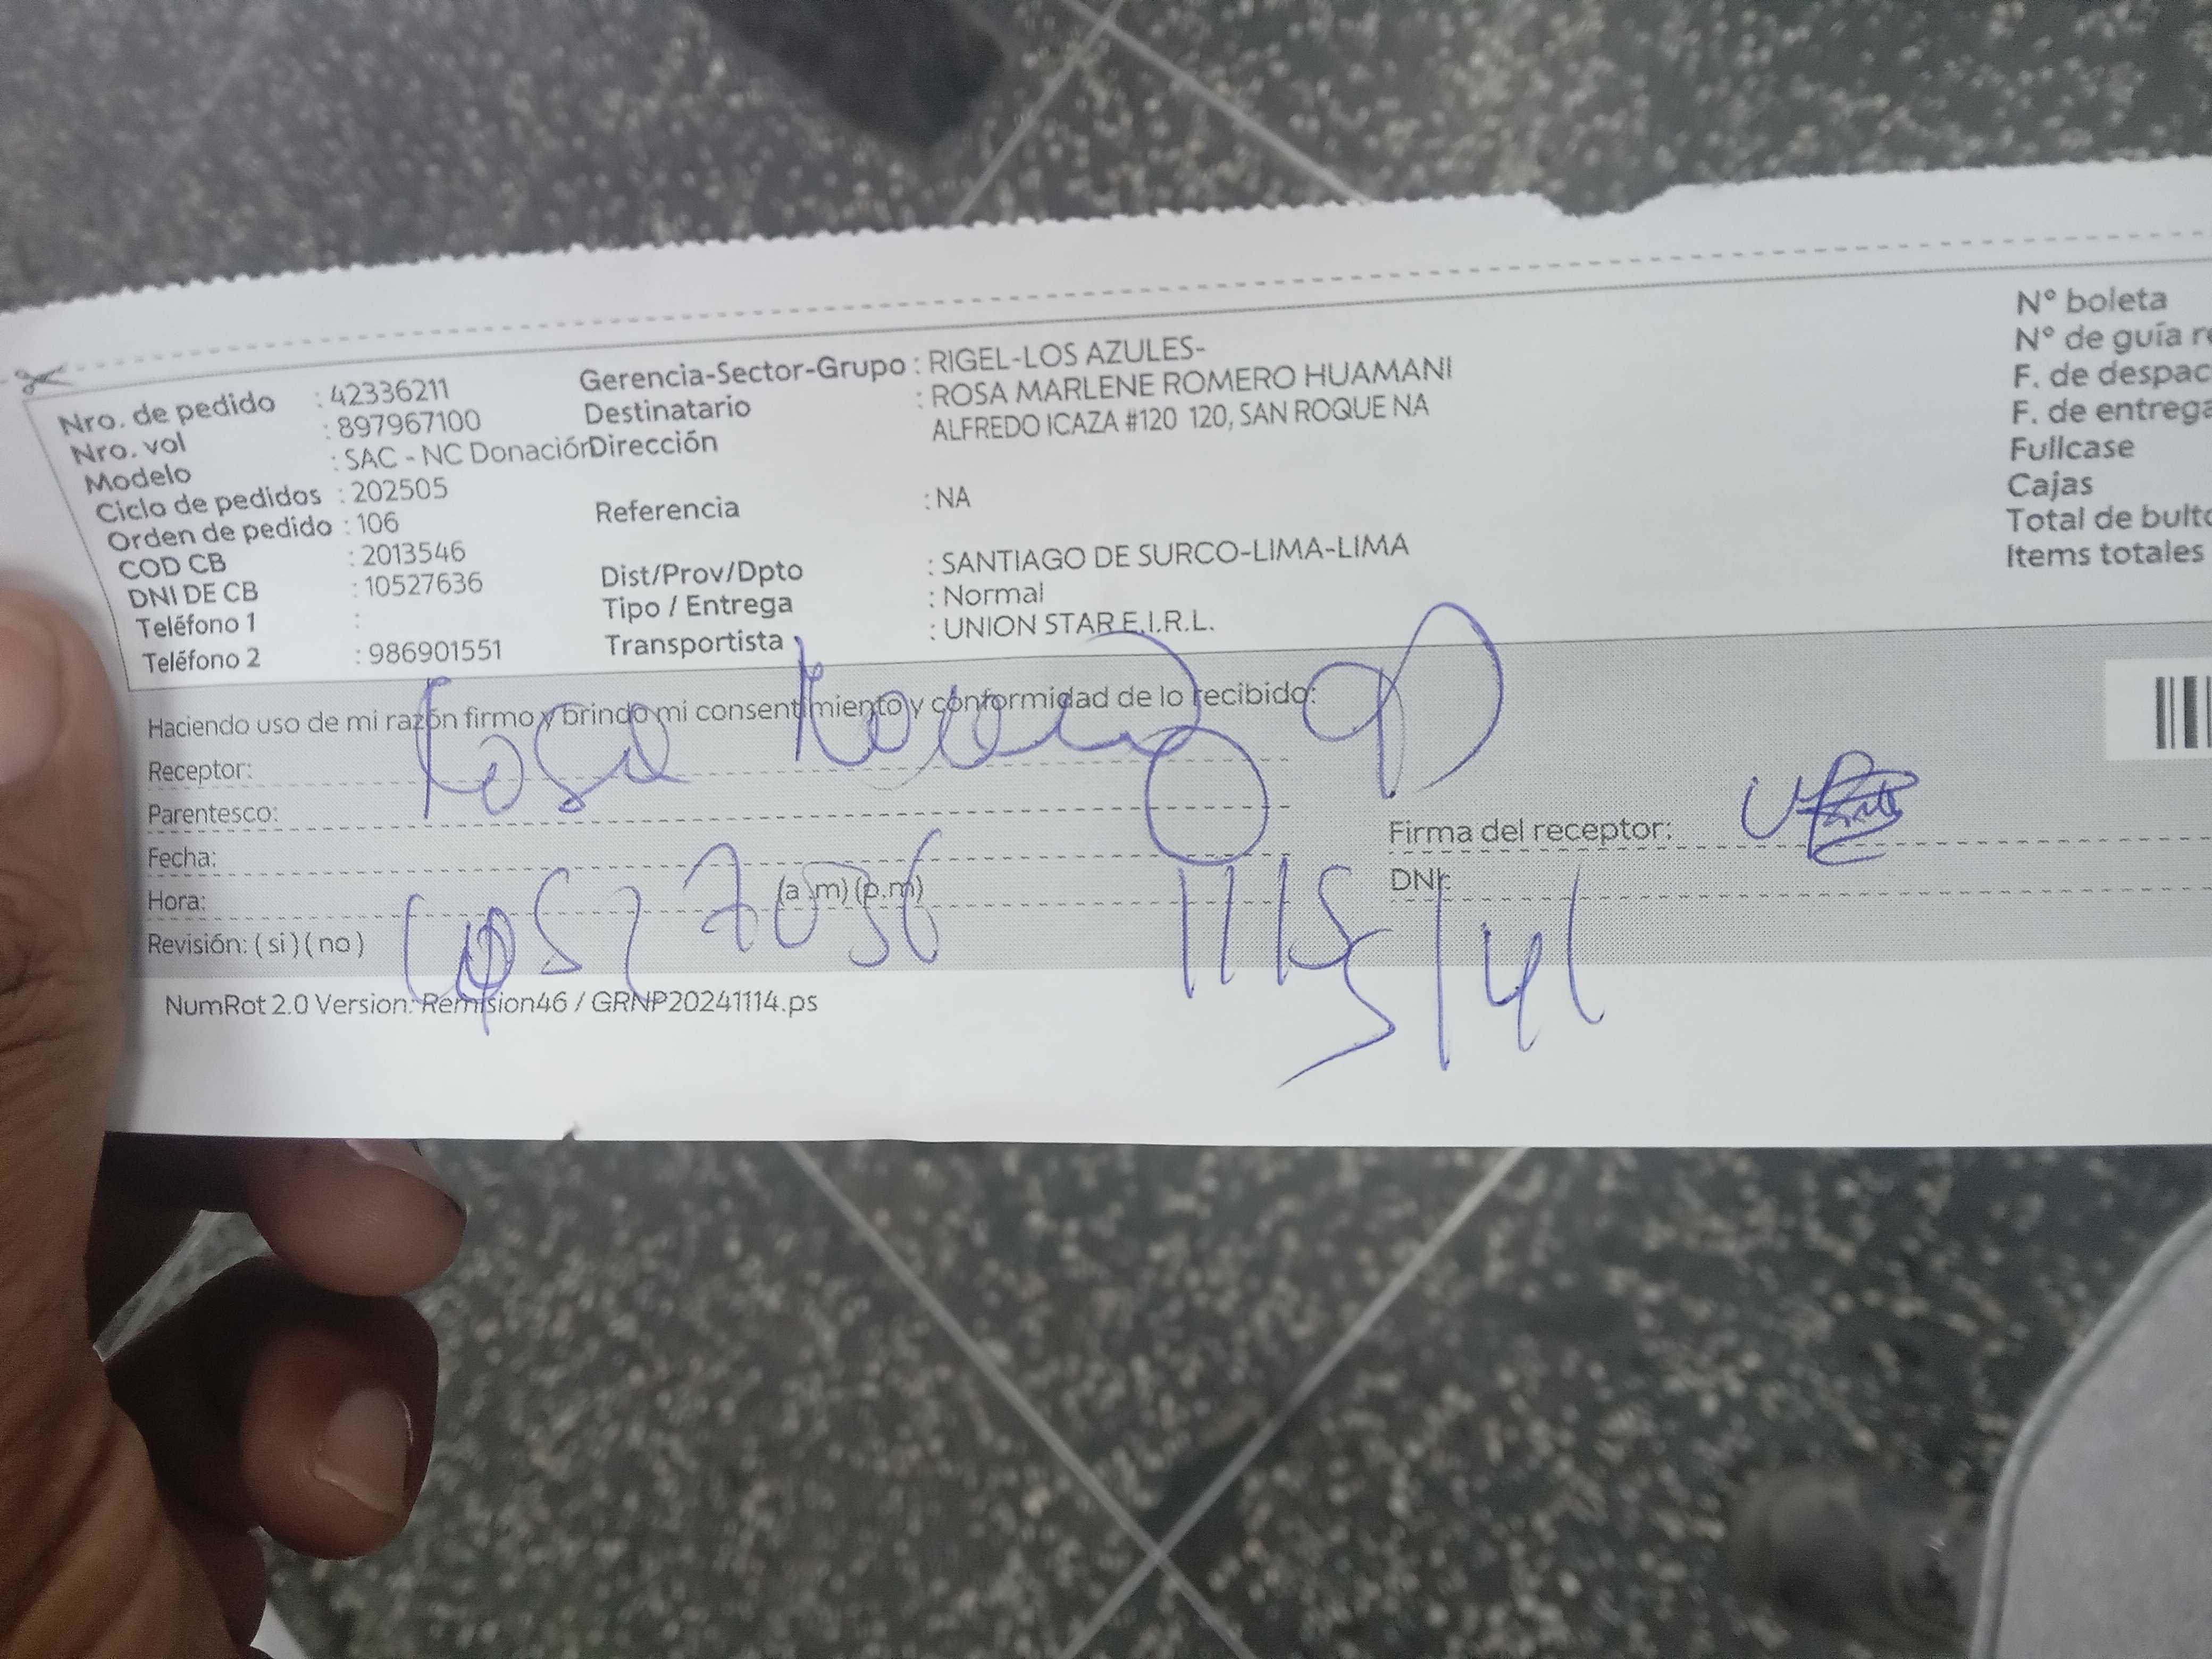 Nro. de pedido : 42336211
Nro. vol : 897967100
Modelo : SAC - NC Donación
Ciclo de pedidos : 202505
Orden de pedido : 106
COD CB : 2013546
DNI DE CB : 10527636
Teléfono 1 :
Teléfono 2 : 986901551
Gerencia-Sector-Grupo : RIGEL-LOS AZULES-
Destinatario : ROSA MARLENE ROMERO HUAMANI
Dirección ALFREDO ICAZA #120 120, SAN ROQUE NA
Referencia : NA
Dist/Prov/Dpto : SANTIAGO DE SURCO-LIMA-LIMA
Tipo / Entrega : Normal
Transportista : UNION STAR E.I.R.L.
N° boleta
N° de guía re
F. de despac
F. de entrega
Fullcase
Cajas
Total de bulto
Items totales
Haciendo uso de mi razón firmo y brindo mi consentimiento y conformidad de lo recibido:
Receptor: Rosa
Parentesco:
Fecha:
Hora: (a.m) (p.m)
Revisión: (si) (no)
Firma del receptor:
DNI:
NumRot 2.0 Version: Remision46 / GRNP20241114.ps